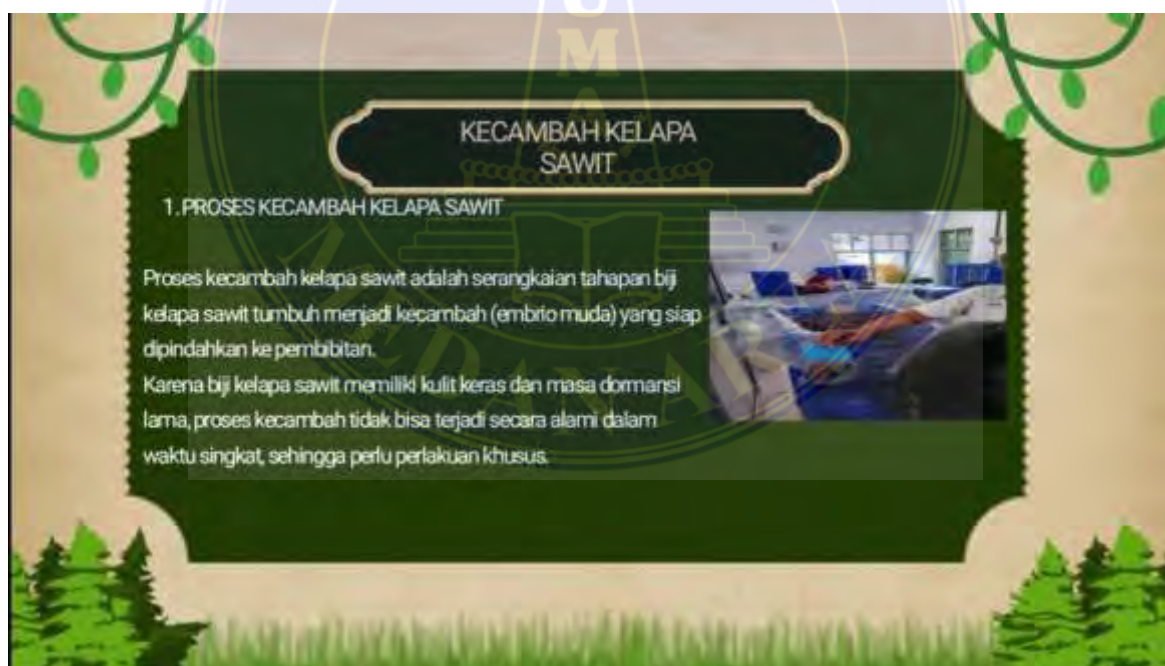 KECAMBAH KELAPA
SAWIT
1. PROSES KECAMBAH KELAPA SAWIT
Proses kecambah kelapa sawit adalah serangkaian tahapan biji
kelapa sawit tumbuh menjadi kecambah (embrio muda) yang siap
dipindahkan ke pembibitan.
Karena biji kelapa sawit memiliki kulit keras dan masa dormansi
lama, proses kecambah tidak bisa terjadi secara alami dalam
waktu singkat, sehingga perlu perlakuan khusus.